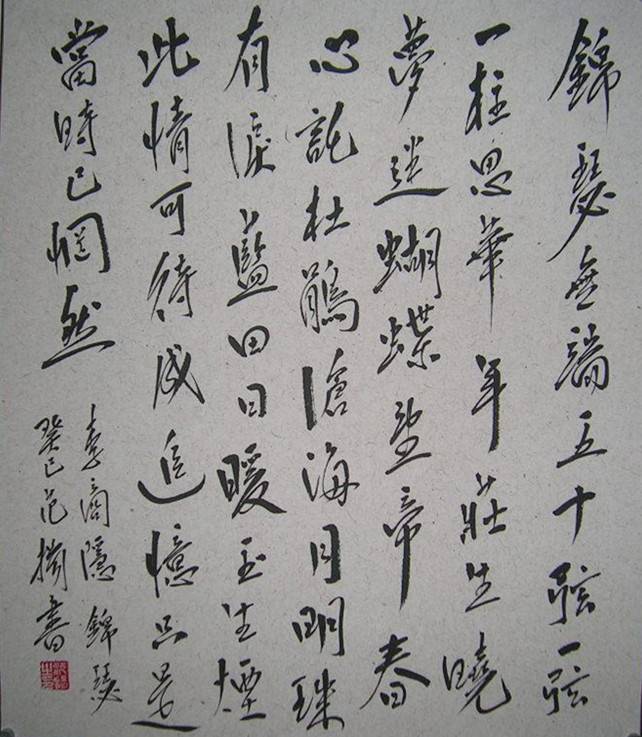 錦瑟無端五十弦一弦
一柱思華年莊生曉
夢迷蝴蝶望帝春
心託杜鵑滄海月明珠
有淚藍田日暖玉生煙
此情可待成追憶只是
當時已惘然
李商隱錦瑟
癸巳范書